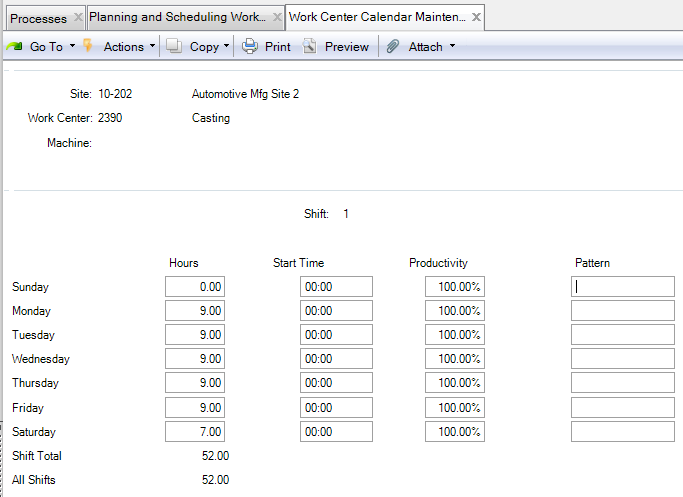 Processes Planning and Scheduling Work... Work Center Calendar Mainten...
Go To Actions Copy Print Preview Attach
Site: 10-202 Automotive Mfg Site 2
Work Center: 2390 Casting
Machine:
Shift: 1
Hours Start Time Productivity Pattern
Sunday 0.00 00:00 100.00%
Monday 9.00 00:00 100.00%
Tuesday 9.00 00:00 100.00%
Wednesday 9.00 00:00 100.00%
Thursday 9.00 00:00 100.00%
Friday 9.00 00:00 100.00%
Saturday 7.00 00:00 100.00%
Shift Total 52.00
All Shifts 52.00